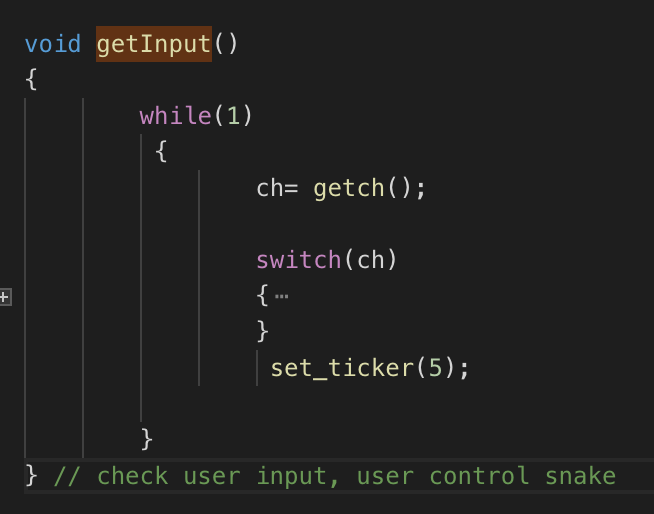 void getInput()
{
while(1)
{
ch= getch();
switch(ch)
{…
}
set_ticker(5);
}
} // check user input, user control snake